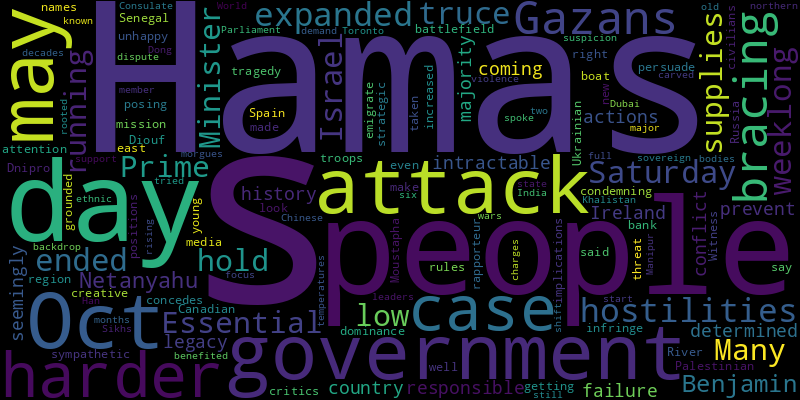 names
known
Consulate
Senegal
unhappy
Dong
decades
dispute
member
posing
mission
Diouf
east
rooted
attention
Dnipro
support
morgues
tried
may
running
Hamas
Minister
tragedy
Spain
made
Prime
expanded
Parliament
demand
World
Toronto
battlefield
truce
Gazans
suspicion
Israel
emigrate
strategic
taken
increased
majority
coming
persuade
violence
spoke
two
right
boat
carved
Dubai
major
new
Ukrainian
actions
supplies
old
northern
civilians
Russia
bracing
weeklong
day
grounded
ethnic
backdrop
positions
rising
young
media
history
look
Chinese
troops
even
make
six
wars
attack
intractable
state
India
full
sovereign
bodies
Saturday
condemning
Khalistan
Ireland
prevent
seemingly
ended
hold
Netanyahu
region
creative
Han
concedes
months
Sikhs
sympathetic
Oct
Canadian
focus
Essential
legacy
benefited
temperatures
Speople
Moustapha
rules
leaders
low
dominance
rapporteur
charges
case
shift
implications
said
bank
threat
Manipur
conflict
Witness
say
start
hostilities
infringe
determined
River
Palestinian
Many
harder
government
critics
country
well
responsible
getting
still
failure
Benjamin